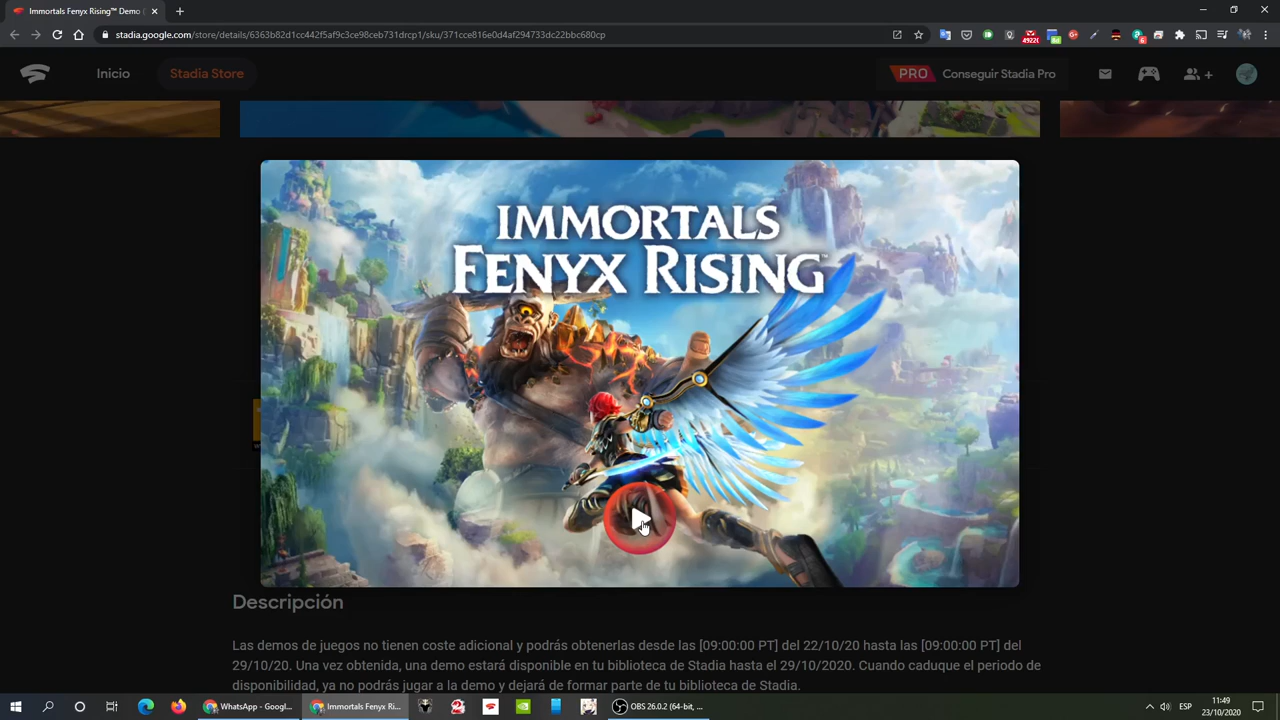 Immortals Fenyx Rising™ Demo (
stadia.google.com/store/details/6363b82d1cc442f5af9c3ce98ceb731drcp1/sku/371cce816e0d4af294733dc22bbc680cp
Inicio
Stadia Store
PRO Conseguir Stadia Pro
IMMORTALS
FENYX RISING™
Descripción
Las demos de juegos no tienen coste adicional y podrás obtenerlas desde las [09:00:00 PT] del 22/10/20 hasta las [09:00:00 PT] del
29/10/20. Una vez obtenida, una demo estará disponible en tu biblioteca de Stadia hasta el 29/10/2020. Cuando caduque el periodo de
disponibilidad, ya no podrás jugar a la demo y dejará de formar parte de tu biblioteca de Stadia.
WhatsApp - Googl...
Immortals Fenyx Ri...
OBS 26.0.2 (64-bit, ...
ESP
11:49
23/10/2020